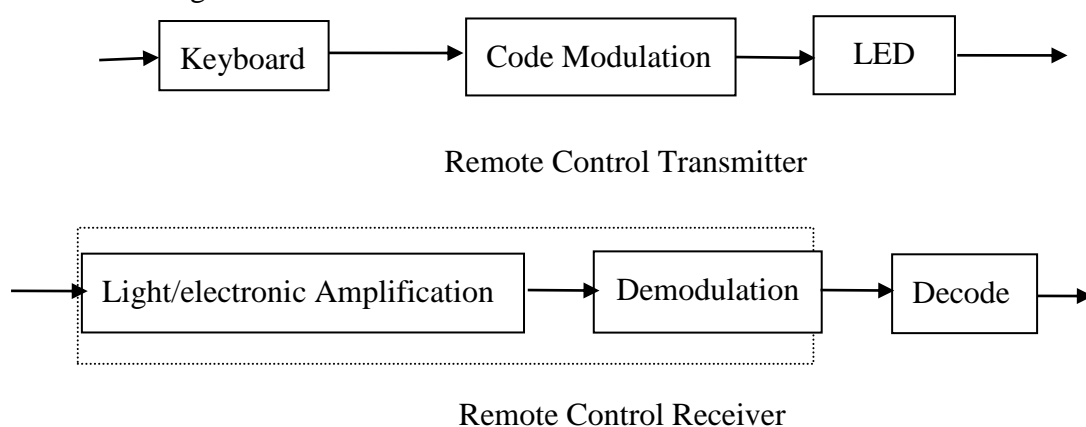 Keyboard
Code Modulation
LED
Remote Control Transmitter
Light/electronic Amplification
Demodulation
Decode
Remote Control Receiver